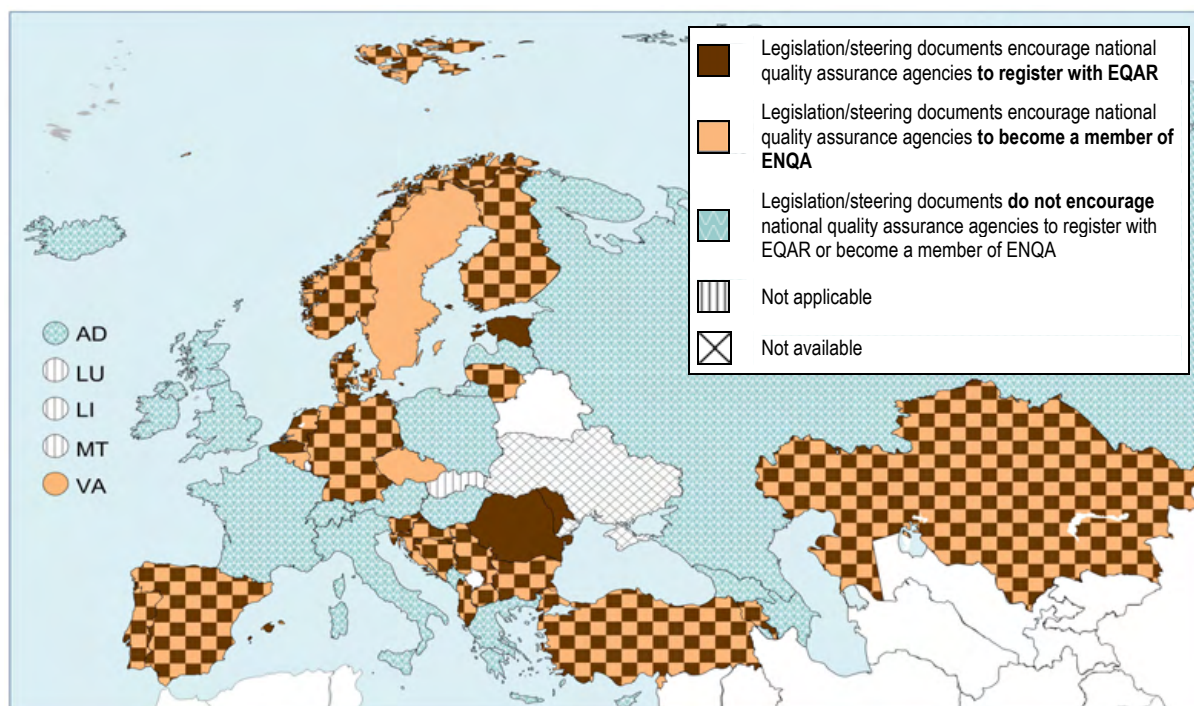 Legislation/steering documents encourage national
quality assurance agencies to register with EQAR
Legislation/steering documents encourage national
quality assurance agencies to become a member of
ENQA
Legislation/steering documents do not encourage
national quality assurance agencies to register with
EQAR or become a member of ENQA
Not applicable
Not available
AD
LU
LI
MT
VA